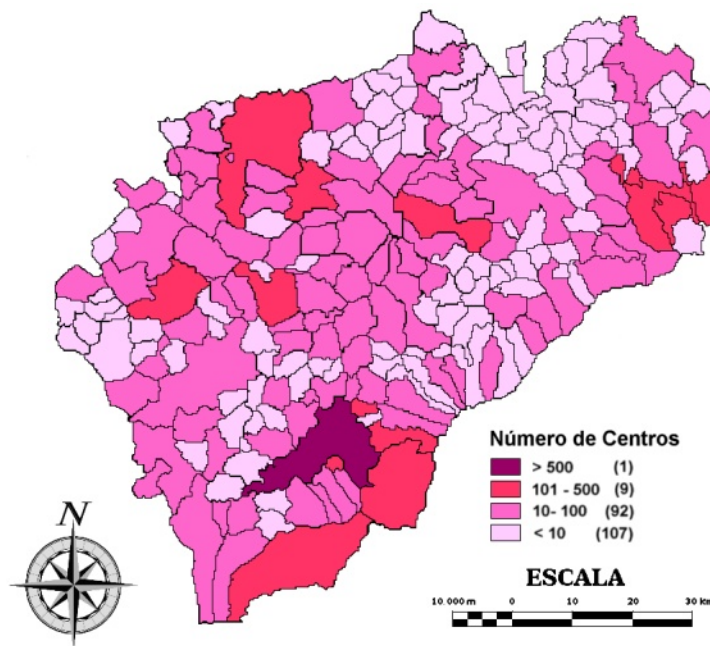 Número de Centros
> 500 (1)
101 - 500 (9)
10- 100 (92)
< 10 (107)
N
ESCALA
10.000 m 0 10 20 30 km